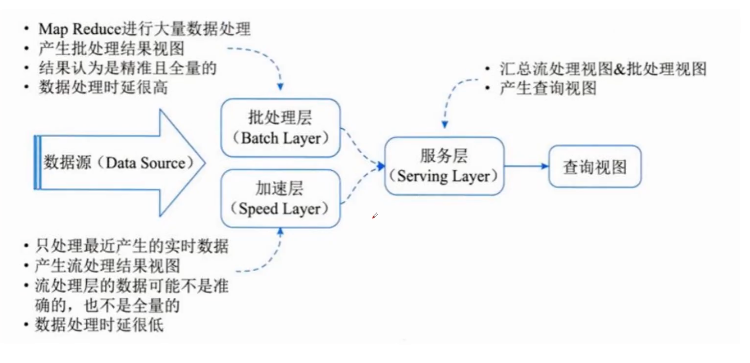 • Map Reduce进行大量数据处理
• 产生批处理结果视图
• 结果认为是精准且全量的
• 数据处理时延很高
• 汇总流处理视图&批处理视图
• 产生查询视图
批处理层
（Batch Layer）
数据源（Data Source）
服务层
（Serving Layer）
查询视图
加速层
（Speed Layer）
• 只处理最近产生的实时数据
• 产生流处理结果视图
• 流处理层的数据可能不是准
确的，也不是全量的
• 数据处理时延很低